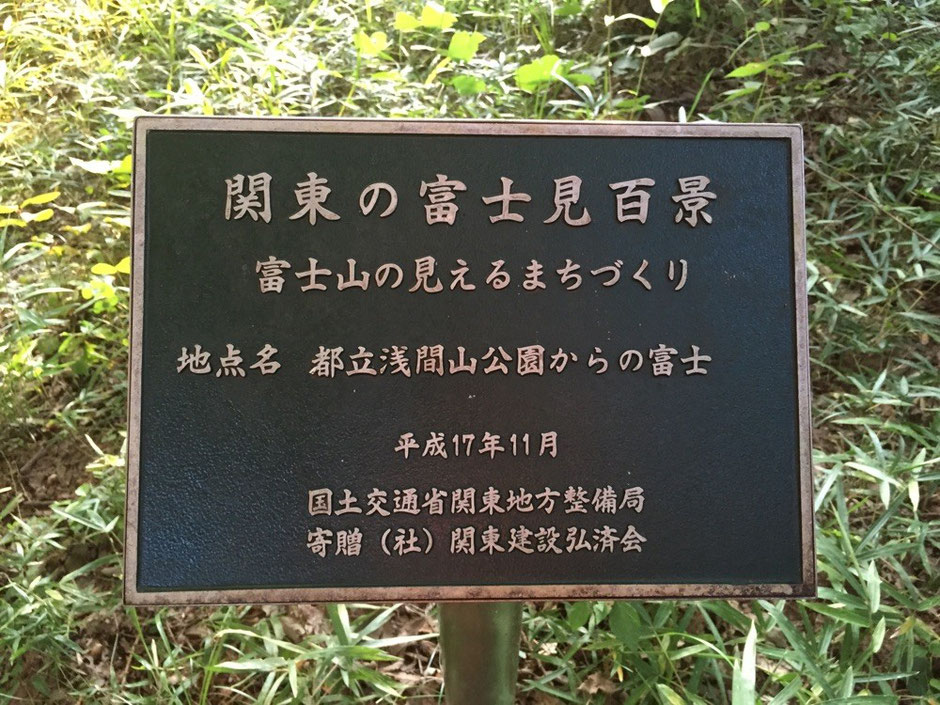 関東の富士見百景
富士山の見えるまちづくり
地点名 都立浅間山公園からの富士
平成17年11月
国土交通省関東地方整備局
寄贈（社）関東建設弘済会